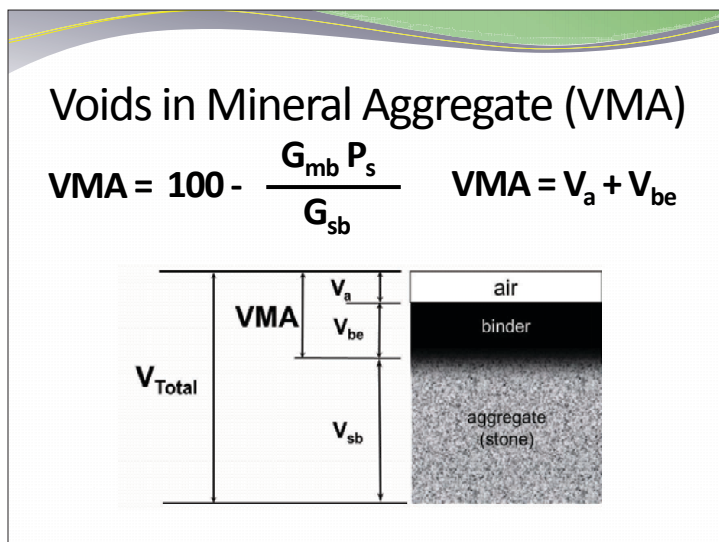 Voids in Mineral Aggregate (VMA)
VMA = 100 - G_mb P_s / G_sb VMA = V_a + V_be
V_a air
VMA V_be binder
V_Total
V_sb aggregate
(stone)